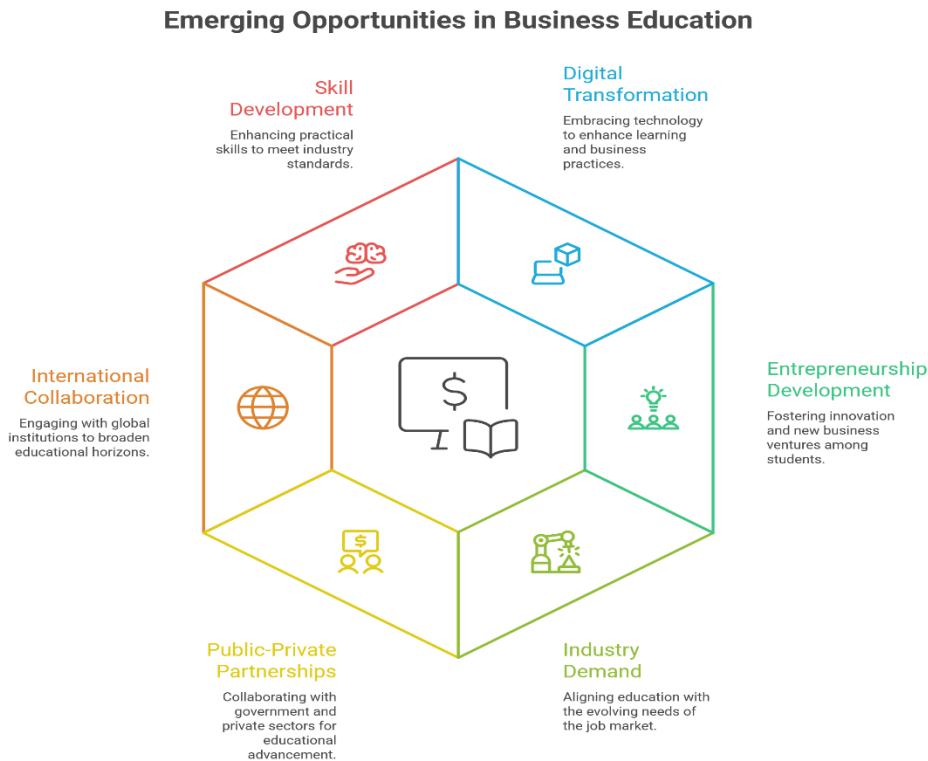 Emerging Opportunities in Business Education
Skill
Development
Enhancing practical
skills to meet industry
standards.
Digital
Transformation
Embracing technology
to enhance learning
and business
practices.
International
Collaboration
Engaging with global
institutions to broaden
educational horizons.
$
Entrepreneurship
Development
Fostering innovation
and new business
ventures among
students.
$
Public-Private
Partnerships
Collaborating with
government and
private sectors for
educational
advancement.
Industry
Demand
Aligning education with
the evolving needs of
the job market.